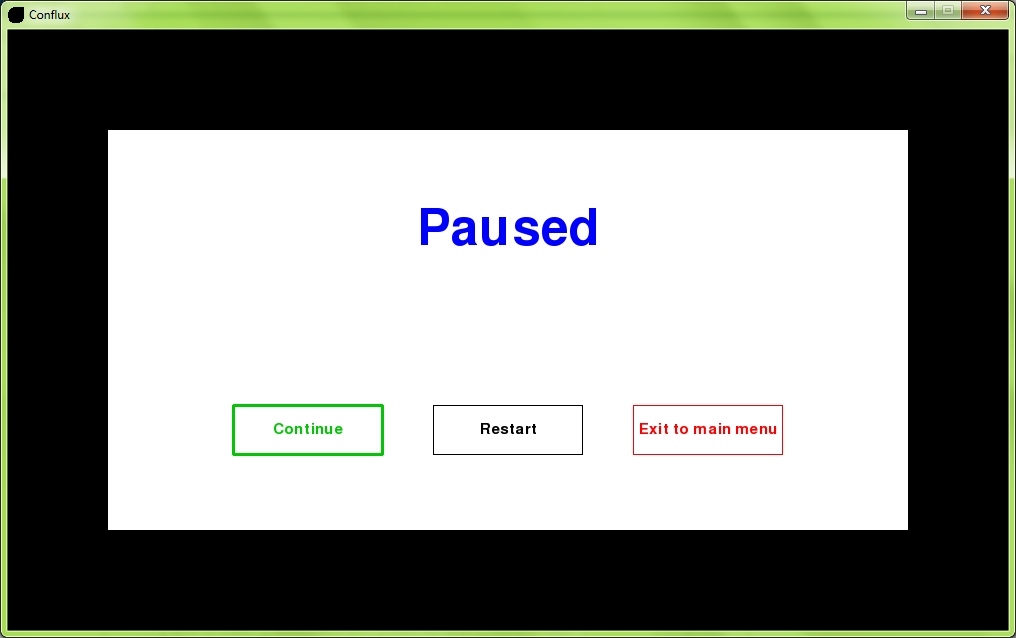 Conflux
Paused
Continue
Restart
Exit to main menu